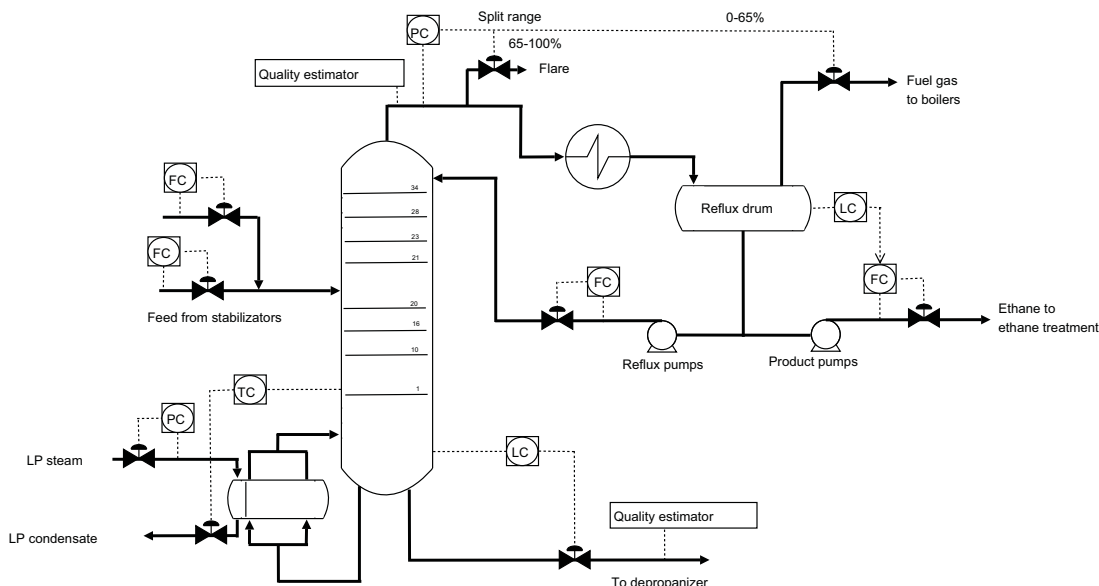 Split range
0-65%
PC
65-100%
Flare
Quality estimator
Fuel gas
to boilers
FC
34
Reflux drum
LC
28
23
FC
21
FC
FC
20
Feed from stabilizators
16
Ethane to
ethane treatment
10
Reflux pumps
Product pumps
TC
1
PC
LP steam
LC
Quality estimator
LP condensate
To depropanizer